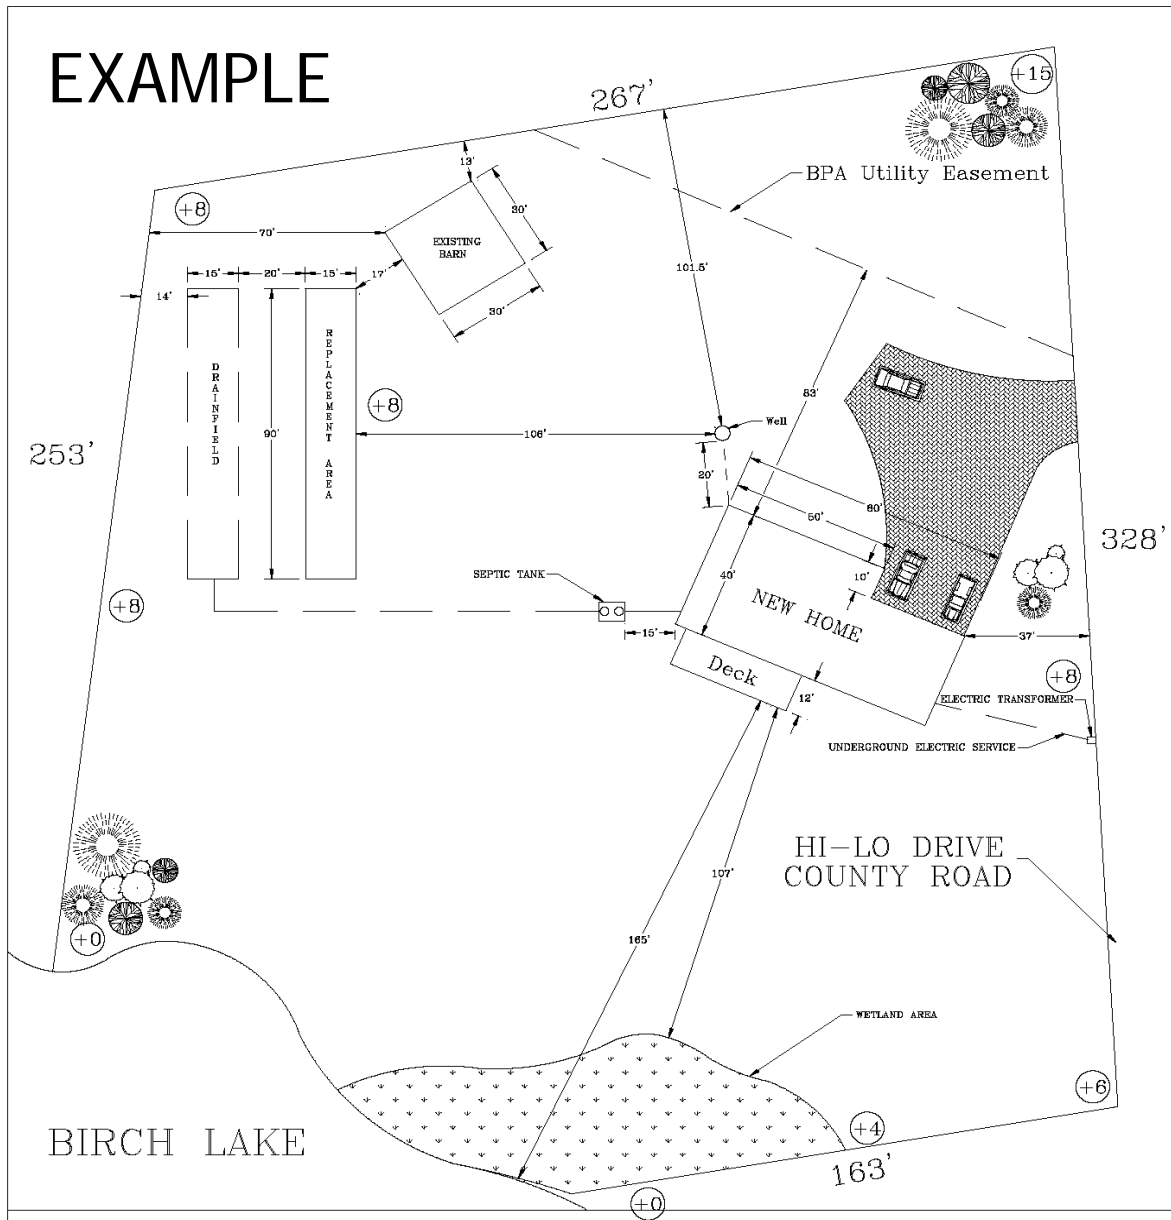 EXAMPLE
267'
+15
13'
BPA Utility Easement
+8
70'
30'
EXISTING
BARN
15'
20'
15'
17'
101.5'
14'
30'
DRAINFIELD
REPLACEMENT AREA
83'
+8
Well
90'
106'
253'
20'
80'
50'
328'
40'
10'
SEPTIC TANK
NEW HOME
+8
15'
37'
Deck
+8
12'
ELECTRIC TRANSFORMER
UNDERGROUND ELECTRIC SERVICE
HI-LO DRIVE
COUNTY ROAD
107'
165'
+0
WETLAND AREA
+6
BIRCH LAKE
+4
163'
+0